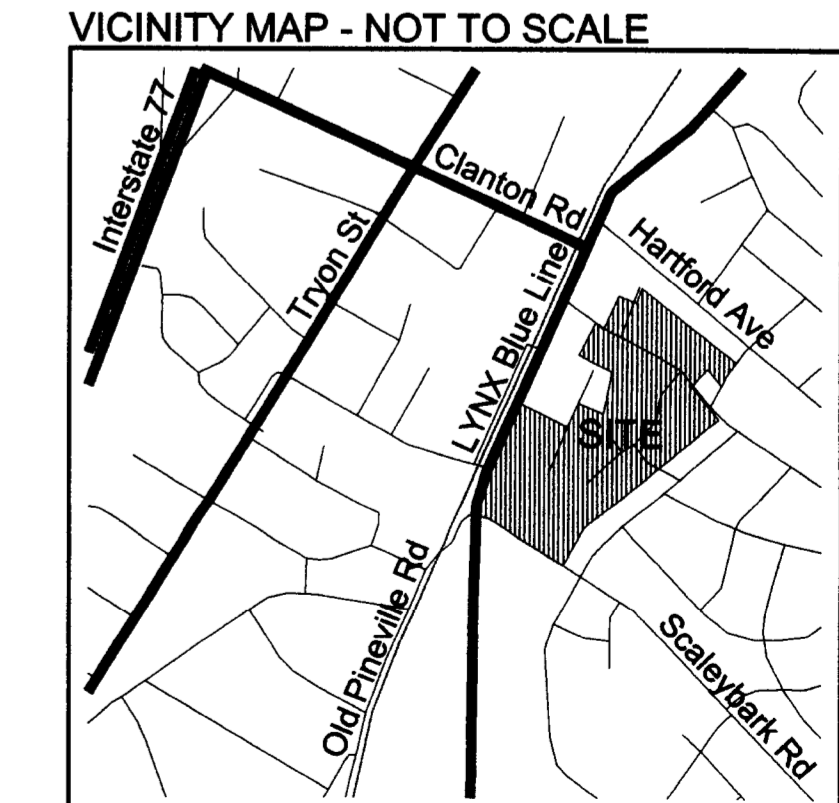 VICINITY MAP - NOT TO SCALE
Interstate 77
Clanton Rd
Tryon St
Hartford Ave
LYNX Blue Line
SITE
Old Pineville Rd
Scaleybark Rd